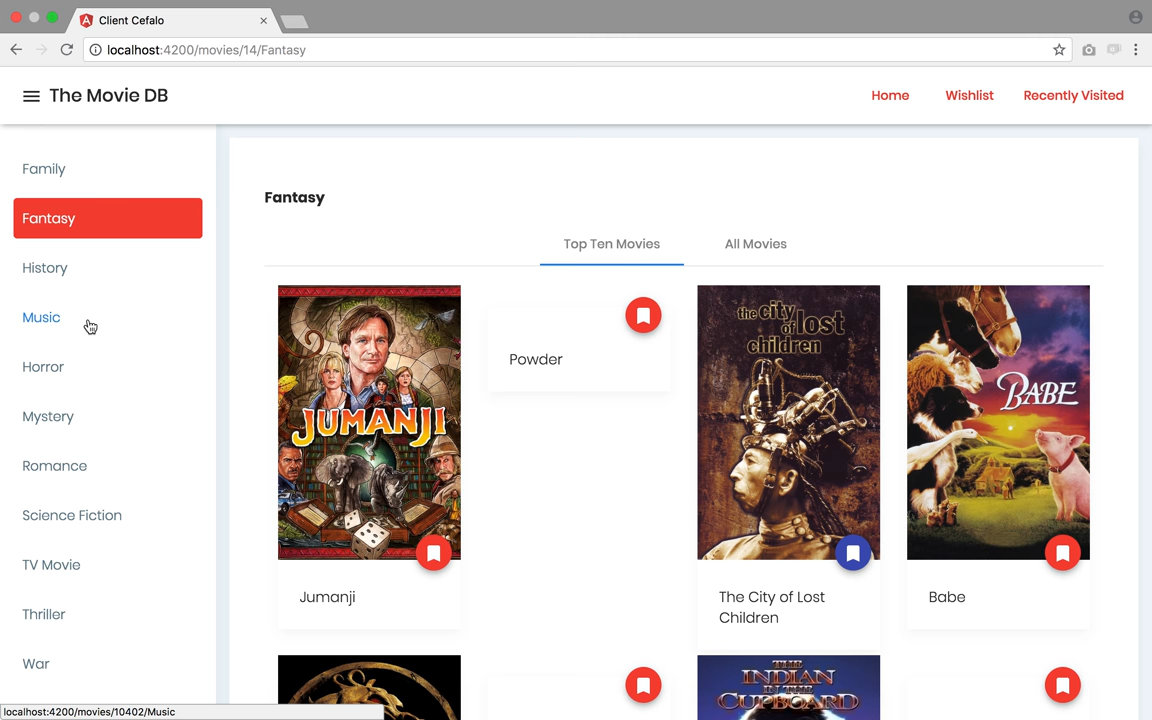 Client Cefalo
localhost:4200/movies/14/Fantasy
The Movie DB
Home
Wishlist
Recently Visited
Family
Fantasy
History
Music
Horror
Mystery
Romance
Science Fiction
TV Movie
Thriller
War
Fantasy
Top Ten Movies
All Movies
JUMANJI
Jumanji
Powder
the city
of lost
children
The City of Lost
Children
BABE
Babe
THE
INDIAN
IN THE
CUPBOARD
localhost:4200/movies/10402/Music